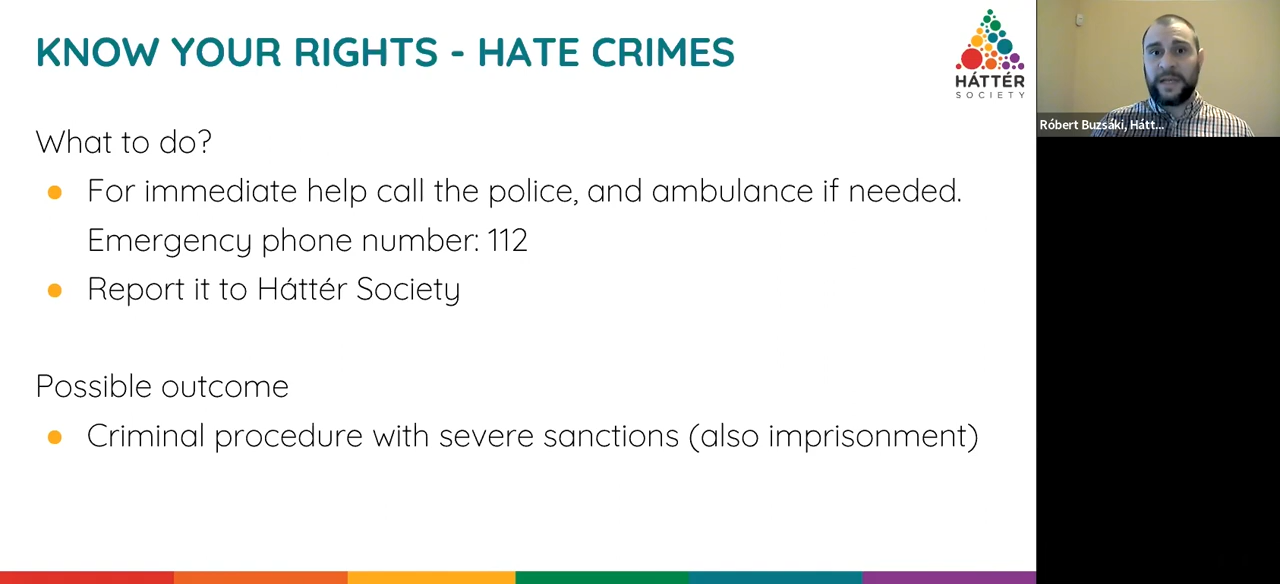 KNOW YOUR RIGHTS - HATE CRIMES
HÁTTÉR
SOCIETY
Róbert Buzsáki, Hátt...
What to do?
For immediate help call the police, and ambulance if needed.
Emergency phone number: 112
Report it to Háttér Society
Possible outcome
Criminal procedure with severe sanctions (also imprisonment)